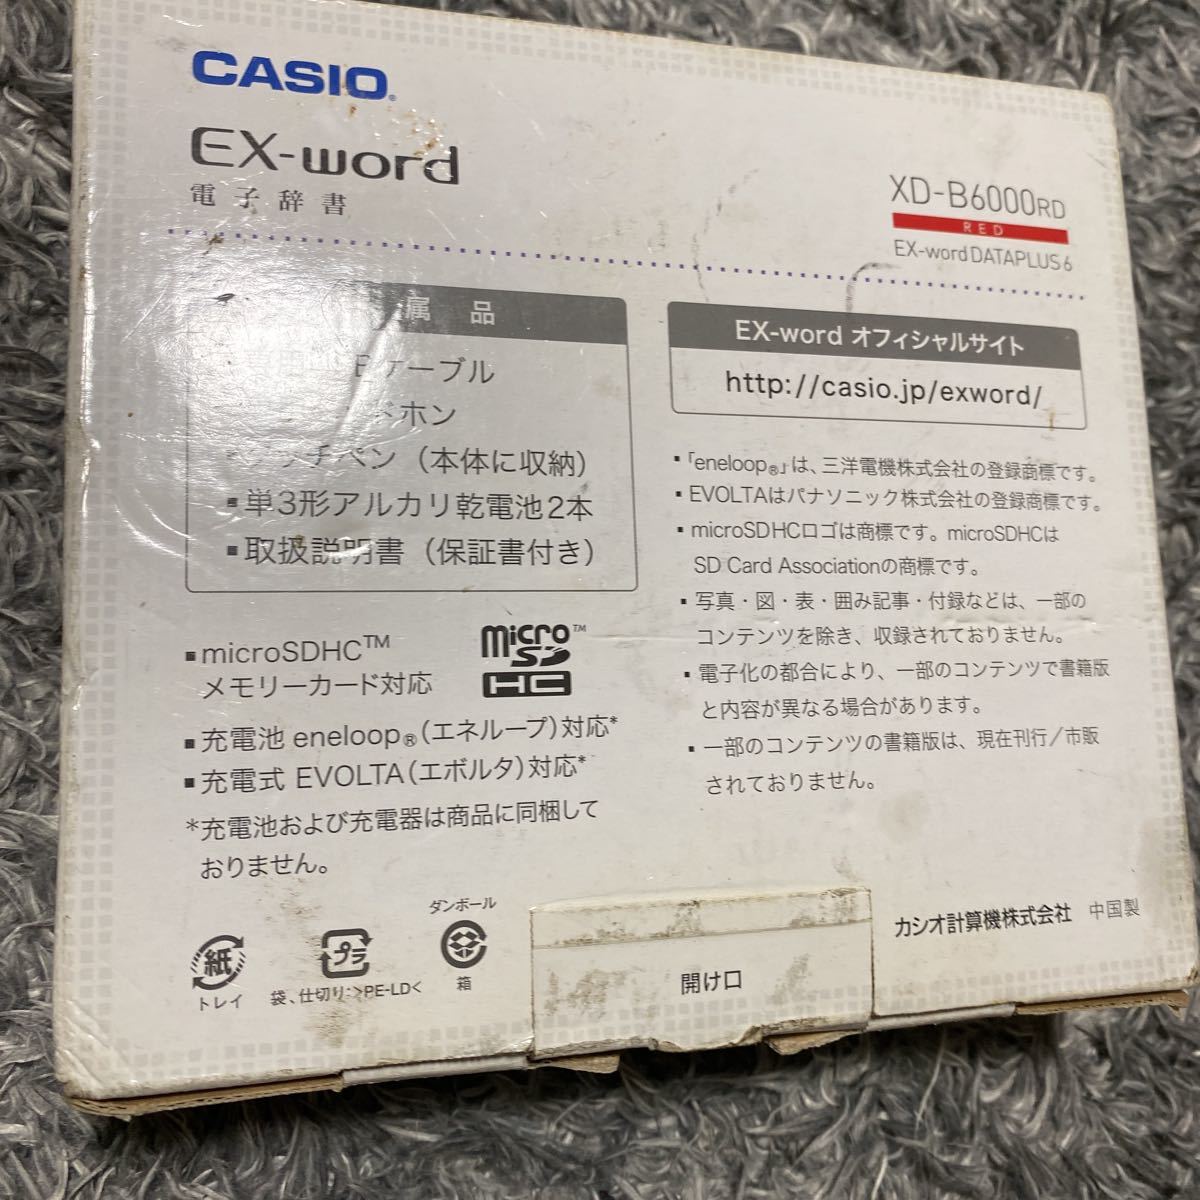 CASIO®
EX-word
電子辞書
XD-B6000RD
RED
EX-word DATAPLUS6
属品
ケーブル
ドホン
ッチペン（本体に収納）
■単3形アルカリ乾電池2本
■取扱説明書（保証書付き）
EX-word オフィシャルサイト
http://casio.jp/exword/
■microSDHC™
メモリーカード対応
micro™
SD
HC
■充電池 eneloop®（エネループ）対応*
■充電式 EVOLTA（エボルタ）対応*
*充電池および充電器は商品に同梱して
おりません。
▪「eneloop®」は、三洋電機株式会社の登録商標です。
▪EVOLTAはパナソニック株式会社の登録商標です。
▪microSDHCロゴは商標です。microSDHCは
SD Card Associationの商標です。
▪写真・図・表・囲み記事・付録などは、一部の
コンテンツを除き、収録されておりません。
▪電子化の都合により、一部のコンテンツで書籍版
と内容が異なる場合があります。
▪一部のコンテンツの書籍版は、現在刊行／市販
されておりません。
紙
トレイ
プラ
袋、仕切り:>PE-LD<
ダンボール
箱
開け口
カシオ計算機株式会社 中国製